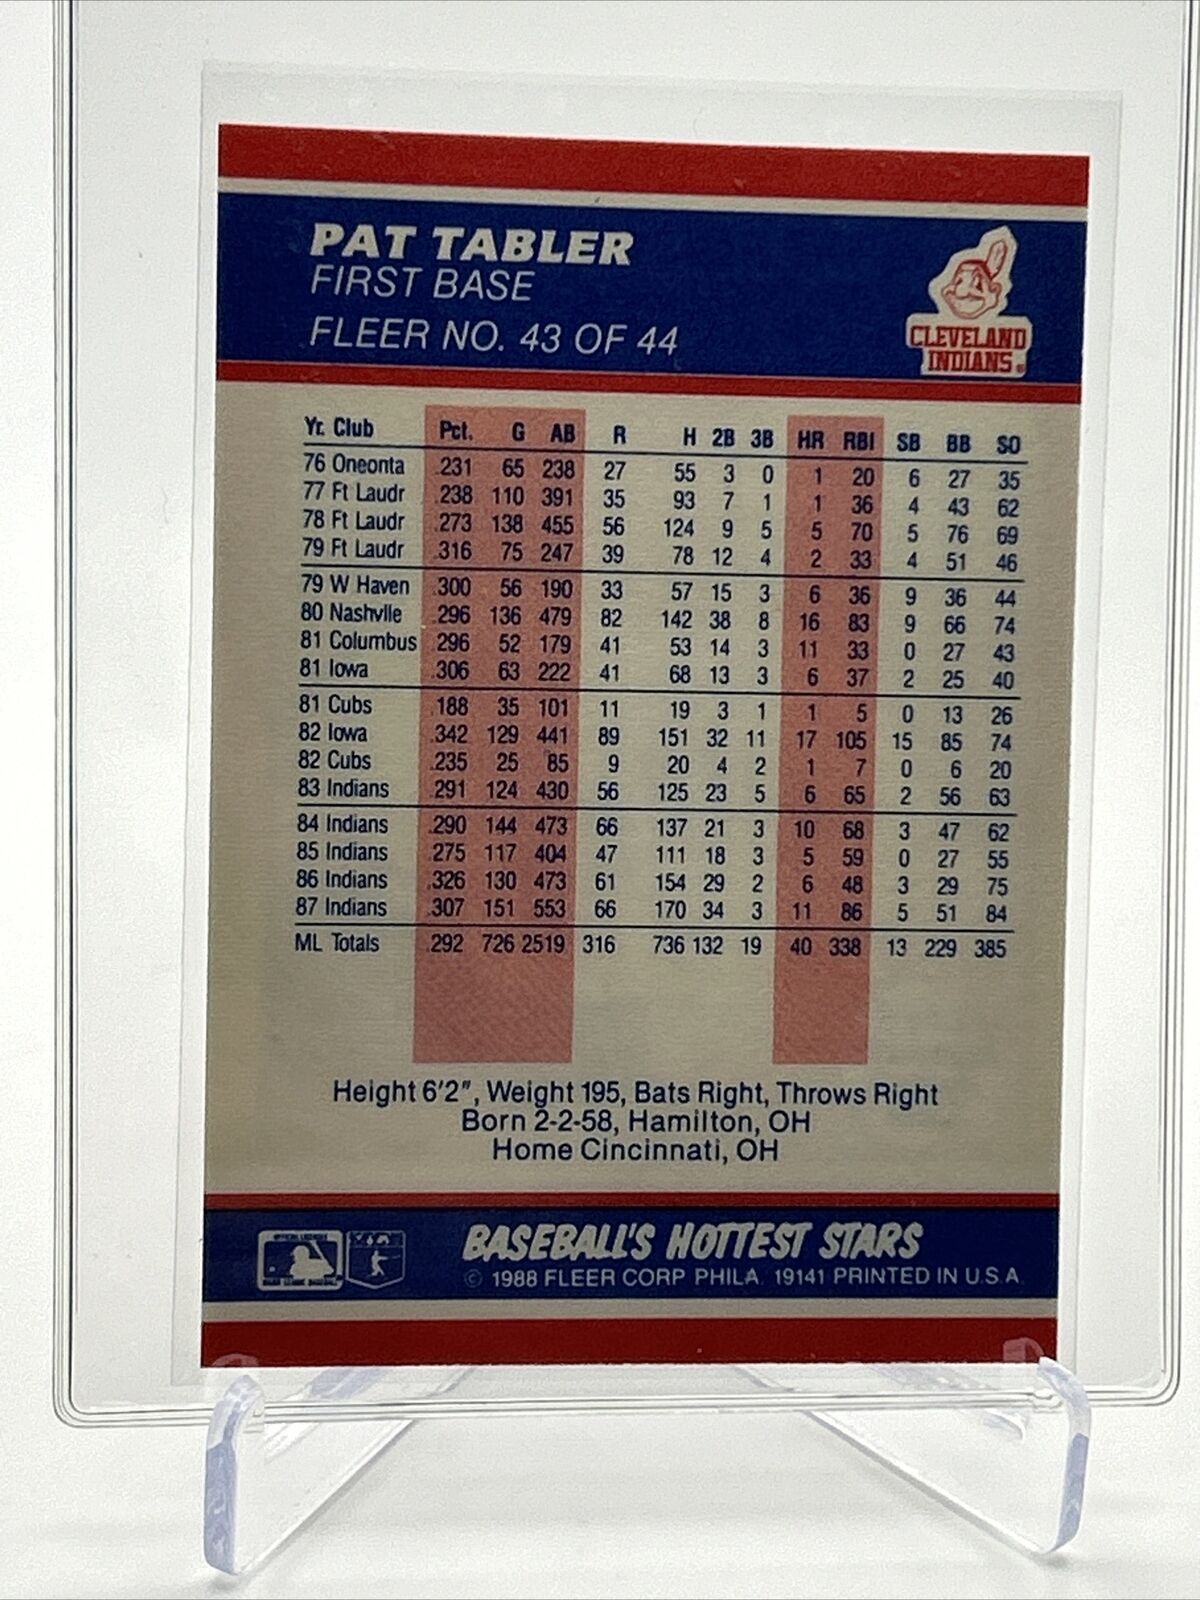 PAT TABLER
FIRST BASE
FLEER NO. 43 OF 44
CLEVELAND
INDIANS
Yr. Club Pct. G AB R H 2B 3B HR RBI SB BB SO
76 Oneonta .231 65 238 27 55 3 0 1 20 6 27 35
77 Ft Laudr .238 110 391 35 93 7 1 1 36 4 43 62
78 Ft Laudr .273 138 455 56 124 9 5 5 70 5 76 69
79 Ft Laudr .316 75 247 39 78 12 4 2 33 4 51 46
79 W Haven .300 56 190 33 57 15 3 6 36 9 36 44
80 Nashvlle .296 136 479 82 142 38 8 16 83 9 66 74
81 Columbus .296 52 179 41 53 14 3 11 33 0 27 43
81 Iowa .306 63 222 41 68 13 3 6 37 2 25 40
81 Cubs .188 35 101 11 19 3 1 1 5 0 13 26
82 Iowa .342 129 441 89 151 32 11 17 105 15 85 74
82 Cubs .235 25 85 9 20 4 2 1 7 0 6 20
83 Indians .291 124 430 56 125 23 5 6 65 2 56 63
84 Indians .290 144 473 66 137 21 3 10 68 3 47 62
85 Indians .275 117 404 47 111 18 3 5 59 0 27 55
86 Indians .326 130 473 61 154 29 2 6 48 3 29 75
87 Indians .307 151 553 66 170 34 3 11 86 5 51 84
ML Totals .292 726 2519 316 736 132 19 40 338 13 229 385
Height 6'2", Weight 195, Bats Right, Throws Right
Born 2-2-58, Hamilton, OH
Home Cincinnati, OH
BASEBALL'S HOTTEST STARS
© 1988 FLEER CORP PHILA. 19141 PRINTED IN U.S.A.